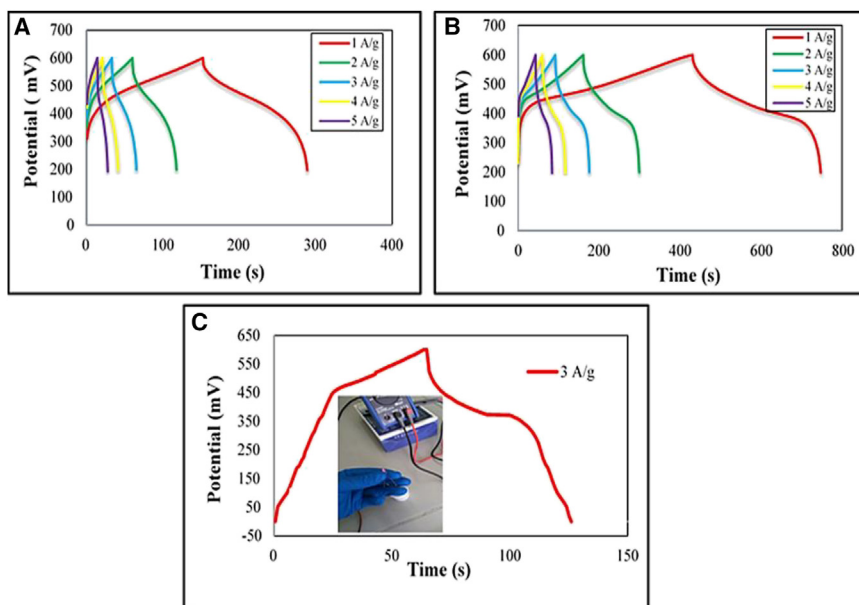 A
Potential ( mV)
700
600
500
400
300
200
100
0
0
100
200
300
400
Time (s)
1 A/g
2 A/g
3 A/g
4 A/g
5 A/g
B
Potential (mV)
700
600
500
400
300
200
100
0
0
200
400
600
800
Time (s)
1 A/g
2 A/g
3 A/g
4 A/g
5 A/g
C
Potential (mV)
650
550
450
350
250
150
50
-50
0
50
100
150
Time (s)
3 A/g